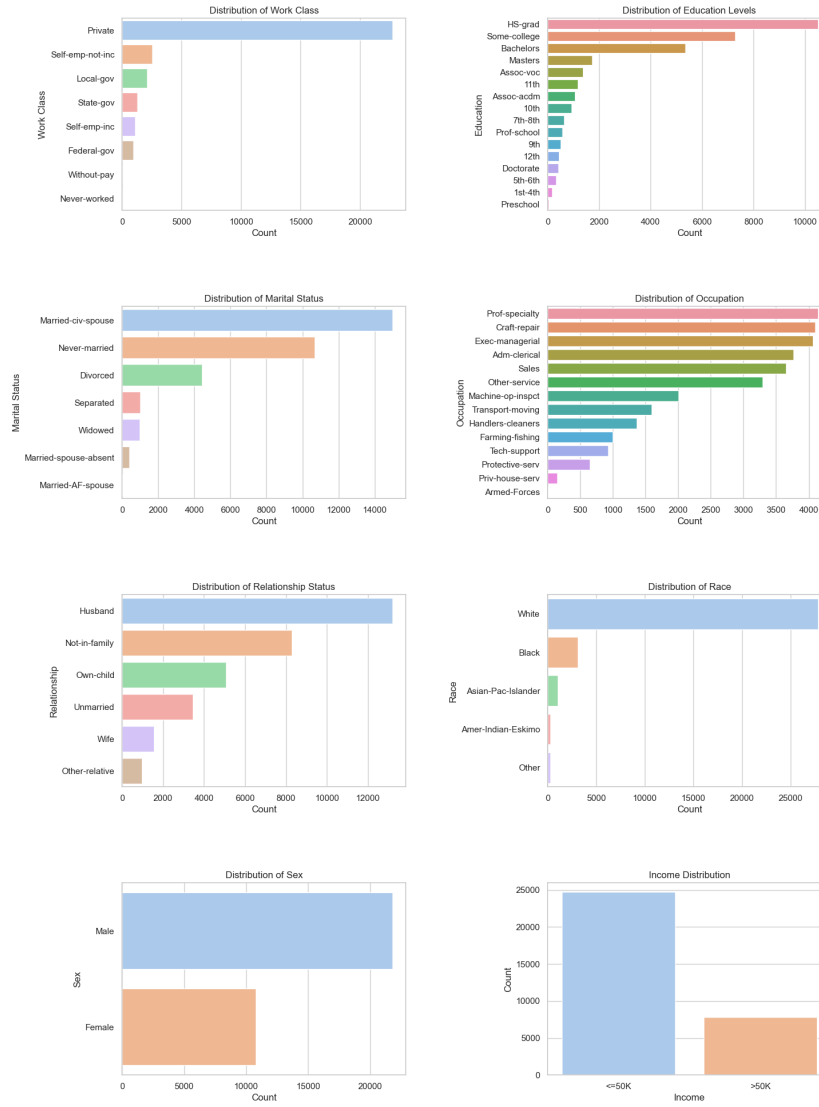 Distribution of Work Class
Work Class
Private
Self-emp-not-inc
Local-gov
State-gov
Self-emp-inc
Federal-gov
Without-pay
Never-worked
0 5000 10000 15000 20000
Count
Distribution of Education Levels
Education
HS-grad
Some-college
Bachelors
Masters
Assoc-voc
11th
Assoc-acdm
10th
7th-8th
Prof-school
9th
12th
Doctorate
5th-6th
1st-4th
Preschool
0 2000 4000 6000 8000 10000
Count
Distribution of Marital Status
Marital Status
Married-civ-spouse
Never-married
Divorced
Separated
Widowed
Married-spouse-absent
Married-AF-spouse
0 2000 4000 6000 8000 10000 12000 14000
Count
Distribution of Occupation
Occupation
Prof-specialty
Craft-repair
Exec-managerial
Adm-clerical
Sales
Other-service
Machine-op-inspct
Transport-moving
Handlers-cleaners
Farming-fishing
Tech-support
Protective-serv
Priv-house-serv
Armed-Forces
0 500 1000 1500 2000 2500 3000 3500 4000
Count
Distribution of Relationship Status
Relationship
Husband
Not-in-family
Own-child
Unmarried
Wife
Other-relative
0 2000 4000 6000 8000 10000 12000
Count
Distribution of Race
Race
White
Black
Asian-Pac-Islander
Amer-Indian-Eskimo
Other
0 5000 10000 15000 20000 25000
Count
Distribution of Sex
Sex
Male
Female
0 5000 10000 15000 20000
Count
Income Distribution
Count
25000
20000
15000
10000
5000
0
<=50K >50K
Income